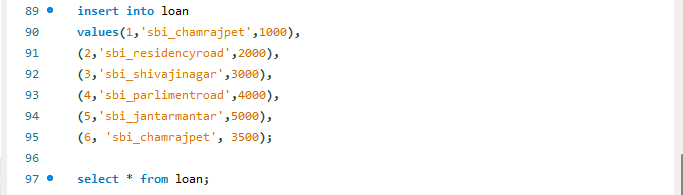 89 insert into loan
90 values(1,'sbi_chamrajpet',1000),
91 (2,'sbi_residencyroad',2000),
92 (3,'sbi_shivajinagar',3000),
93 (4,'sbi_parlimentroad',4000),
94 (5,'sbi_jantarmantar',5000),
95 (6, 'sbi_chamrajpet', 3500);
96
97 select * from loan;